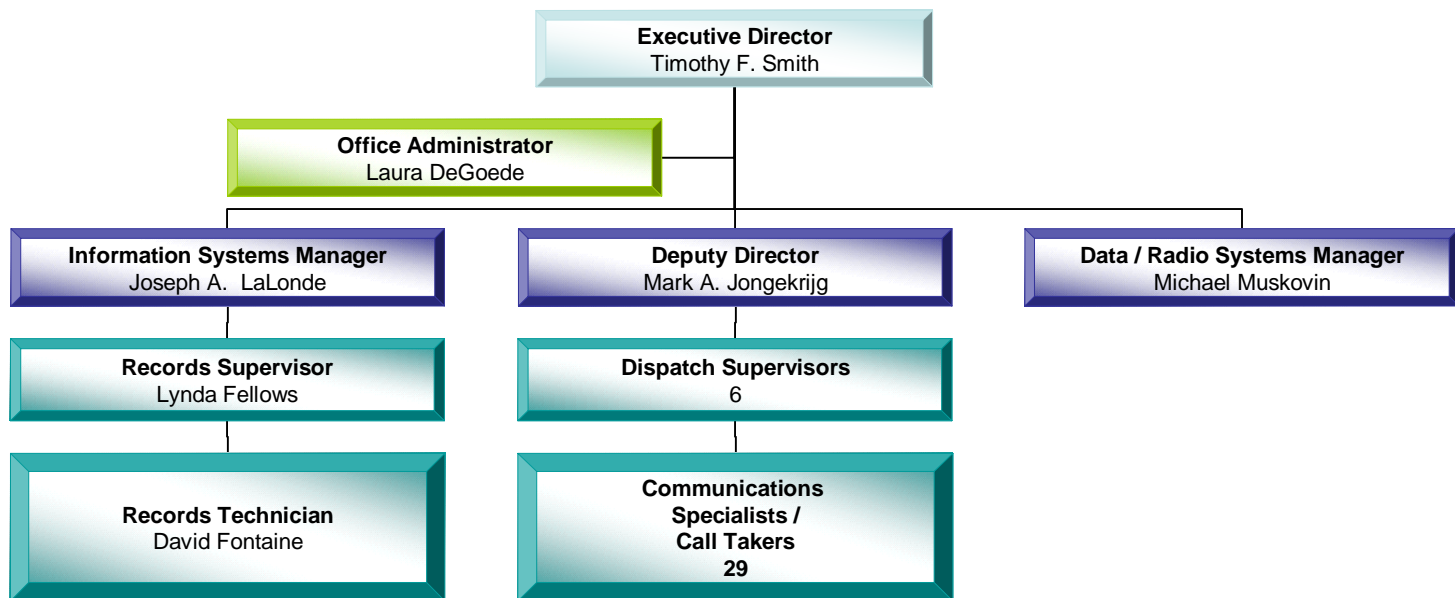 Executive Director
Timothy F. Smith
Office Administrator
Laura DeGoede
Information Systems Manager
Joseph A. LaLonde
Deputy Director
Mark A. Jongekrijg
Data / Radio Systems Manager
Michael Muskovin
Records Supervisor
Lynda Fellows
Dispatch Supervisors
6
Records Technician
David Fontaine
Communications
Specialists /
Call Takers
29